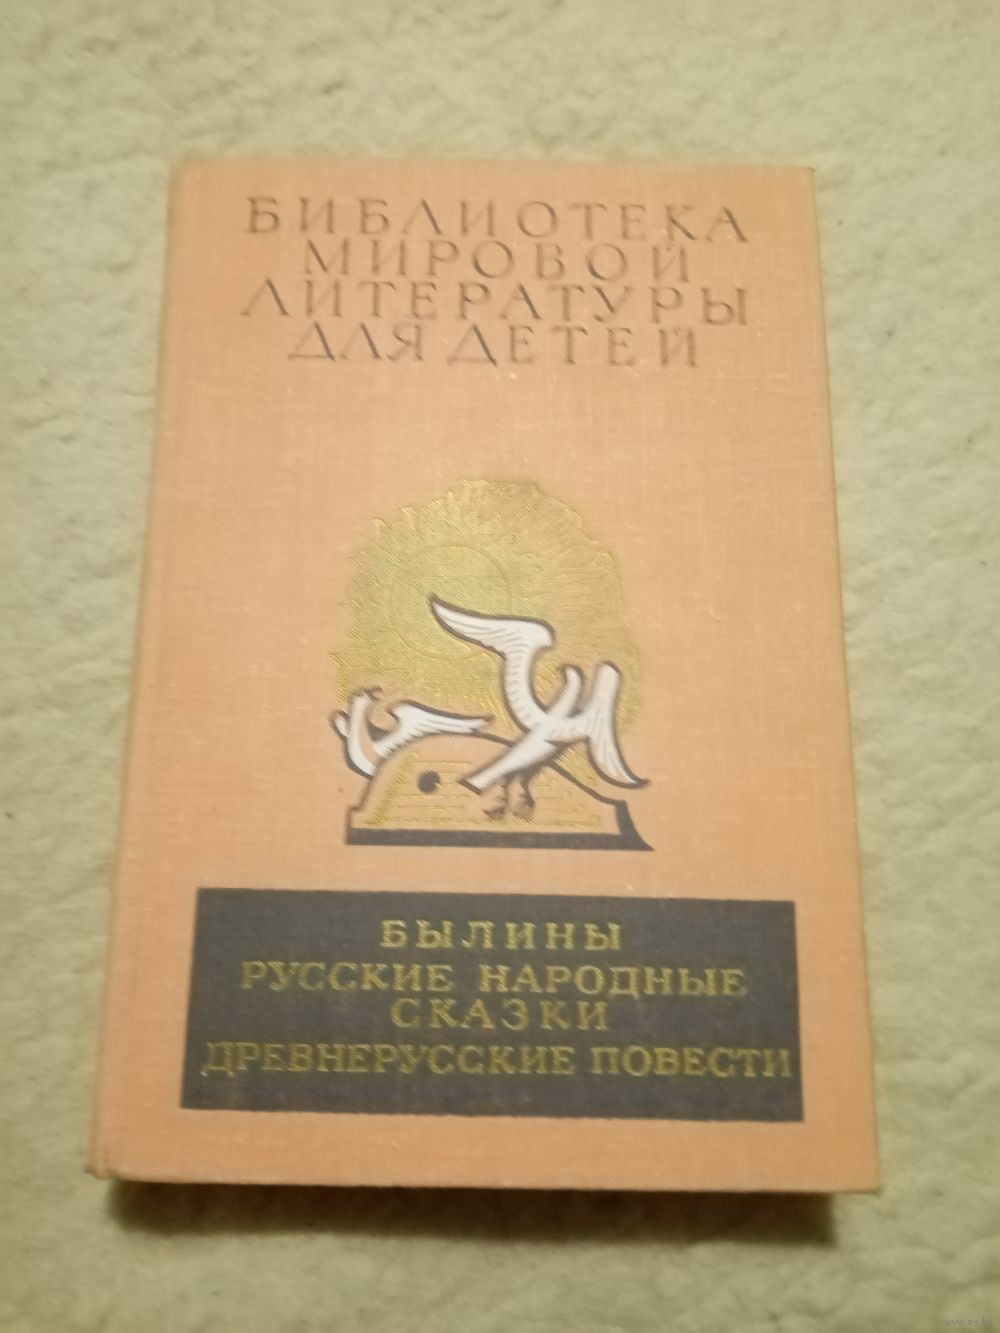 БИБЛИОТЕКА
МИРОВОЙ
ЛИТЕРАТУРЫ
ДЛЯ ДЕТЕЙ
БЫЛИНЫ
РУССКИЕ НАРОДНЫЕ
СКАЗКИ
ДРЕВНЕРУССКИЕ ПОВЕСТИ